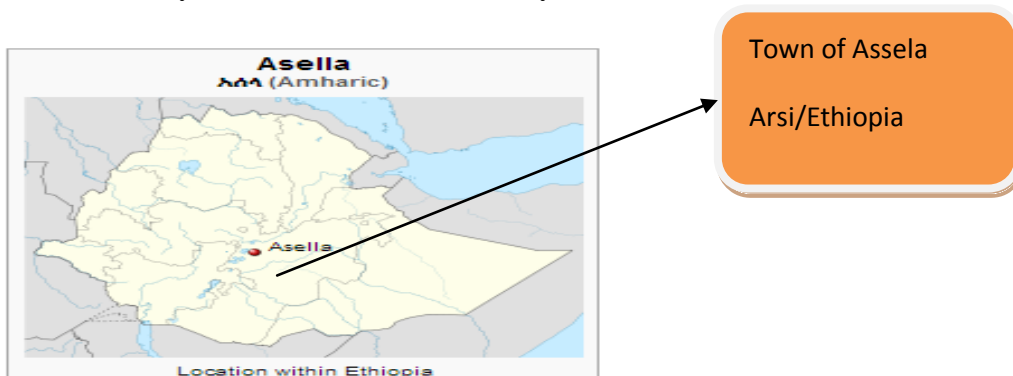 Asella
አሰላ (Amharic)
Asella
Location within Ethiopia
Town of Assela
Arsi/Ethiopia